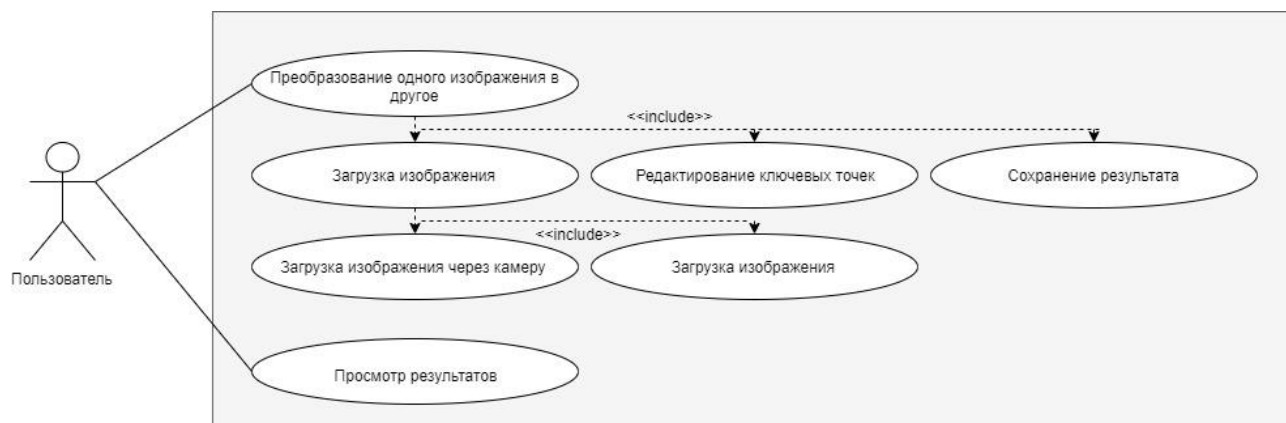 Преобразование одного изображения в
другое
<<include>>
Загрузка изображения
Редактирование ключевых точек
Сохранение результата
<<include>>
Загрузка изображения через камеру
Загрузка изображения
Пользователь
Просмотр результатов